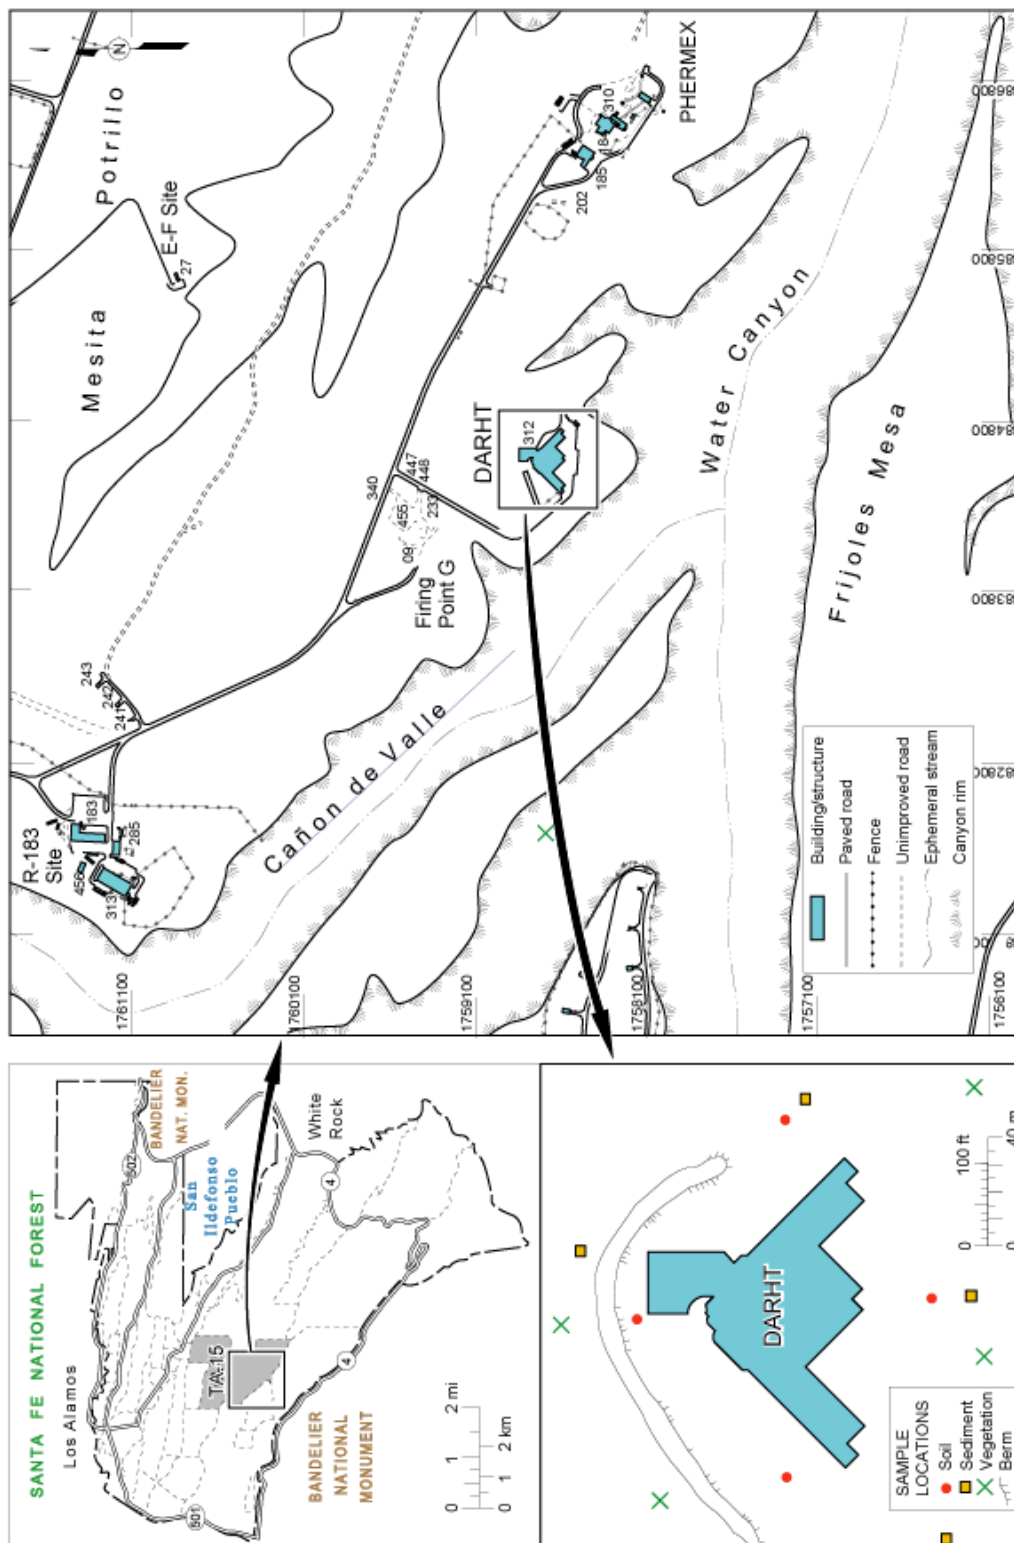 SANTA FE NATIONAL FOREST
Los Alamos
502
BANDELIER
NAT. MON.
San
Ildefonso
Pueblo
White
Rock
4
TA-15
4
501
BANDELIER
NATIONAL
MONUMENT
0 1 2 mi
0 1 2 km
R-183
Site
456
313
183
285
241
242
243
Mesita
Potrillo
E-F Site
27
N
340
447
448
455
233
09
Firing
Point G
DARHT
312
202
185
184
310
PHERMEX
Cañon de Valle
Water Canyon
Frijoles Mesa
1761100
1760100
1759100
1758100
1757100
1756100
Building/structure
Paved road
Fence
Unimproved road
Ephemeral stream
Canyon rim
DARHT
SAMPLE
LOCATIONS
Soil
Sediment
Vegetation
Berm
0 100 ft
0 40 m